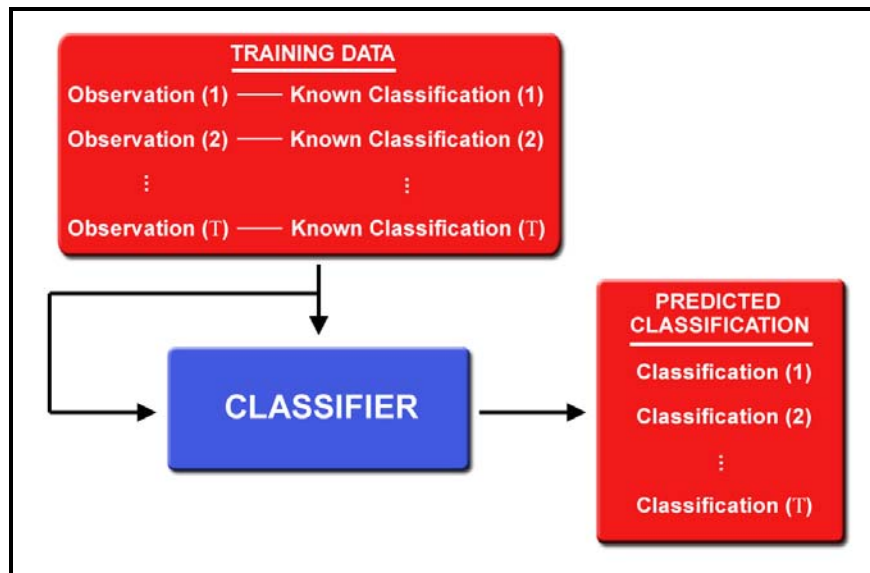 TRAINING DATA
Observation (1) — Known Classification (1)
Observation (2) — Known Classification (2)
⋮ ⋮
Observation (T) — Known Classification (T)
CLASSIFIER
PREDICTED
CLASSIFICATION
Classification (1)
Classification (2)
⋮
Classification (T)